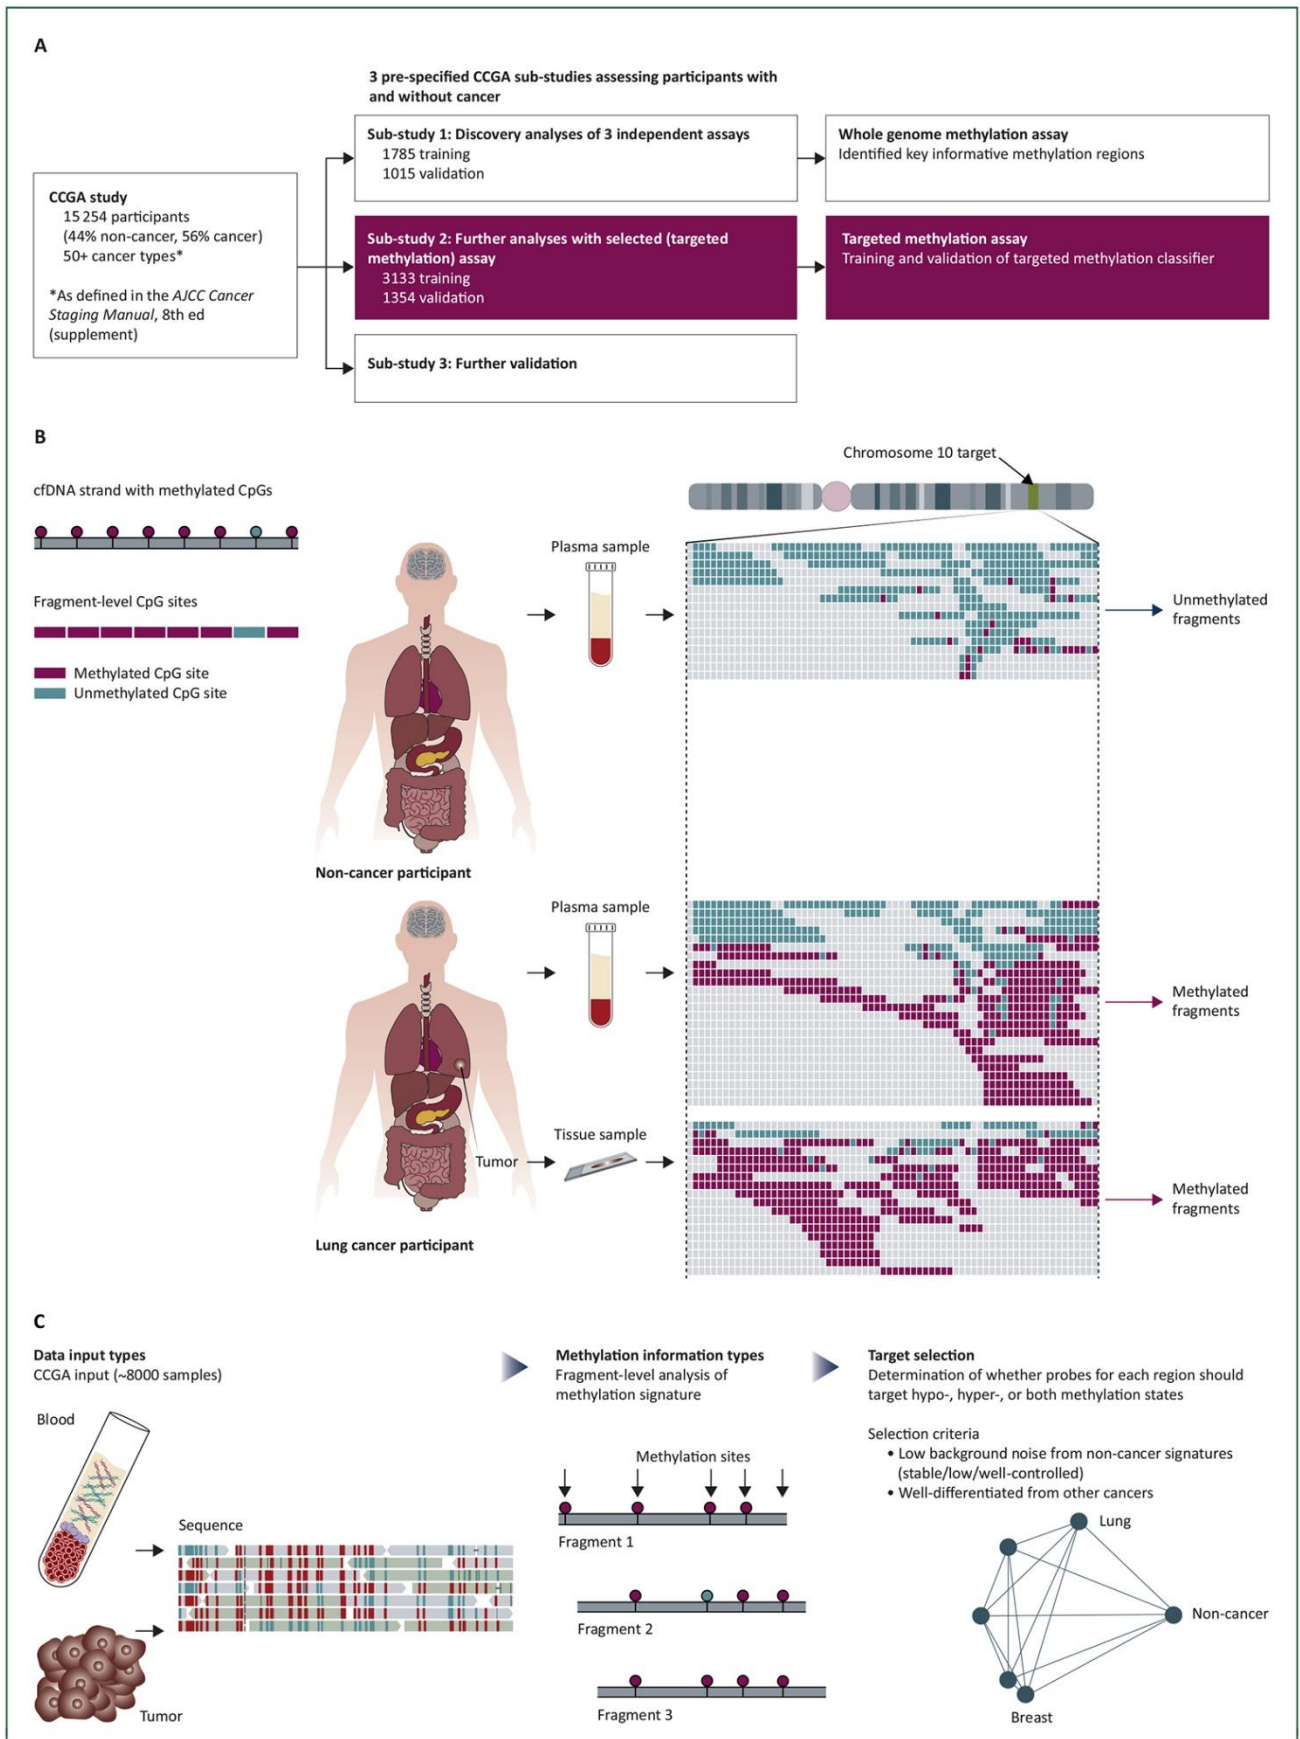 A
3 pre-specified CCGA sub-studies assessing participants with
and without cancer
CCGA study
15 254 participants
(44% non-cancer, 56% cancer)
50+ cancer types*
*As defined in the AJCC Cancer
Staging Manual, 8th ed
(supplement)
Sub-study 1: Discovery analyses of 3 independent assays
1785 training
1015 validation
Whole genome methylation assay
Identified key informative methylation regions
Sub-study 2: Further analyses with selected (targeted
methylation) assay
3133 training
1354 validation
Targeted methylation assay
Training and validation of targeted methylation classifier
Sub-study 3: Further validation
B
cfDNA strand with methylated CpGs
Fragment-level CpG sites
Methylated CpG site
Unmethylated CpG site
Chromosome 10 target
Plasma sample
Unmethylated
fragments
Non-cancer participant
Plasma sample
Methylated
fragments
Tumor
Tissue sample
Methylated
fragments
Lung cancer participant
C
Data input types
CCGA input (~8000 samples)
Blood
Sequence
Tumor
Methylation information types
Fragment-level analysis of
methylation signature
Methylation sites
Fragment 1
Fragment 2
Fragment 3
Target selection
Determination of whether probes for each region should
target hypo-, hyper-, or both methylation states
Selection criteria
• Low background noise from non-cancer signatures
(stable/low/well-controlled)
• Well-differentiated from other cancers
Lung
Non-cancer
Breast